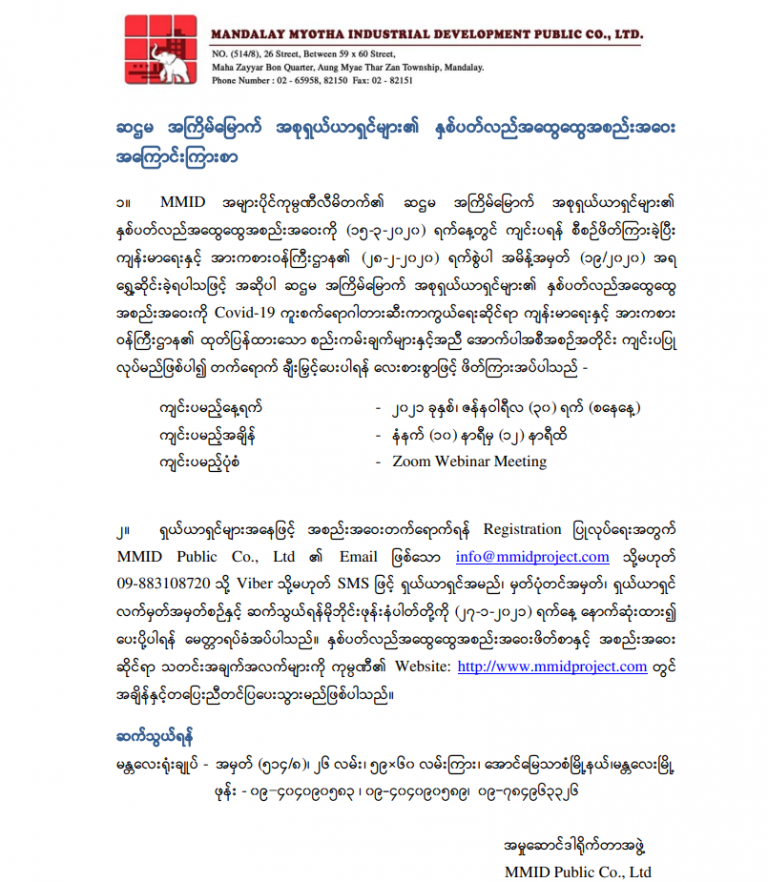 MANDALAY MYOTHA INDUSTRIAL DEVELOPMENT PUBLIC CO., LTD.
NO. (514/8), 26 Street, Between 59 x 60 Street,
Maha Zayyar Bon Quarter, Aung Myae Thar Zan Township, Mandalay.
Phone Number : 02 - 65958, 82150 Fax: 02 - 82151
ဆဌမ အကြိမ်မြောက် အစုရှယ်ယာရှင်များ၏ နှစ်ပတ်လည်အထွေထွေအစည်းအဝေး
အကြောင်းကြားစာ
၁။ MMID အများပိုင်ကုမ္ပဏီလီမိတက်၏ ဆဌမ အကြိမ်မြောက် အစုရှယ်ယာရှင်များ၏
နှစ်ပတ်လည်အထွေထွေအစည်းအဝေးကို (၁၅-၃-၂၀၂၀) ရက်နေ့တွင် ကျင်းပရန် စီစဉ်ဖိတ်ကြားခဲ့ပြီး
ကျန်းမာရေးနှင့် အားကစားဝန်ကြီးဌာန၏ (၂၈-၂-၂၀၂၀) ရက်စွဲပါ အမိန့်အမှတ် (၁၉/၂၀၂၀) အရ
ရွှေ့ဆိုင်းခဲ့ရပါသဖြင့် အဆိုပါ ဆဌမ အကြိမ်မြောက် အစုရှယ်ယာရှင်များ၏ နှစ်ပတ်လည်အထွေထွေ
အစည်းအဝေးကို Covid-19 ကူးစက်ရောဂါတားဆီးကာကွယ်ရေးဆိုင်ရာ ကျန်းမာရေးနှင့် အားကစား
ဝန်ကြီးဌာန၏ ထုတ်ပြန်ထားသော စည်းကမ်းချက်များနှင့်အညီ အောက်ပါအစီအစဉ်အတိုင်း ကျင်းပပြု
လုပ်မည်ဖြစ်ပါ၍ တက်ရောက် ချီးမြှင့်ပေးပါရန် လေးစားစွာဖြင့် ဖိတ်ကြားအပ်ပါသည် -
ကျင်းပမည့်နေ့ရက် - ၂၀၂၁ ခုနှစ်၊ ဇန်နဝါရီလ (၃၀) ရက် (စနေနေ့)
ကျင်းပမည့်အချိန် - နံနက် (၁၀) နာရီမှ (၁၂) နာရီထိ
ကျင်းပမည့်ပုံစံ - Zoom Webinar Meeting
၂။ ရှယ်ယာရှင်များအနေဖြင့် အစည်းအဝေးတက်ရောက်ရန် Registration ပြုလုပ်ရေးအတွက်
MMID Public Co., Ltd ၏ Email ဖြစ်သော info@mmidproject.com သို့မဟုတ်
09-883108720 သို့ Viber သို့မဟုတ် SMS ဖြင့် ရှယ်ယာရှင်အမည်၊ မှတ်ပုံတင်အမှတ်၊ ရှယ်ယာရှင်
လက်မှတ်အမှတ်စဉ်နှင့် ဆက်သွယ်ရန်မိုဘိုင်းဖုန်းနံပါတ်တို့ကို (၂၇-၁-၂၀၂၁) ရက်နေ့ နောက်ဆုံးထား၍
ပေးပို့ပါရန် မေတ္တာရပ်ခံအပ်ပါသည်။ နှစ်ပတ်လည်အထွေထွေအစည်းအဝေးဖိတ်စာနှင့် အစည်းအဝေး
ဆိုင်ရာ သတင်းအချက်အလက်များကို ကုမ္ပဏီ၏ Website: http://www.mmidproject.com တွင်
အချိန်နှင့်တပြေးညီတင်ပြပေးသွားမည်ဖြစ်ပါသည်။
ဆက်သွယ်ရန်
မန္တလေးရုံးချုပ် - အမှတ် (၅၁၄/၈)၊ ၂၆ လမ်း၊ ၅၉×၆၀ လမ်းကြား၊ အောင်မြေသာစံမြို့နယ်၊မန္တလေးမြို့
ဖုန်း - ၀၉-၄၀၄၀၉၀၅၈၃ ၊ ၀၉-၄၀၄၀၉၀၅၈၉၊ ၀၉-၇၈၄၉၆၃၃၂၆
အမှုဆောင်ဒါရိုက်တာအဖွဲ့
MMID Public Co., Ltd